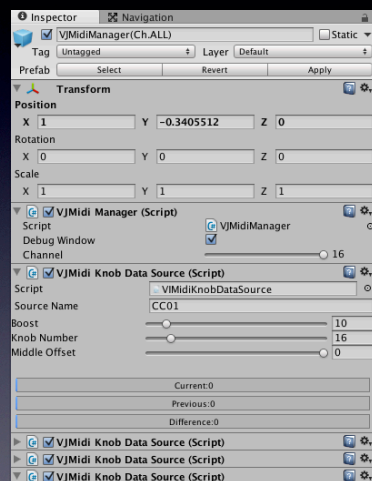 Inspector Navigation
VJMidiManager(Ch.ALL) Static
Tag Untagged Layer Default
Prefab Select Revert Apply
Transform
Position
X 1 Y -0.3405512 Z 0
Rotation
X 0 Y 0 Z 0
Scale
X 1 Y 1 Z 1
VJMidi Manager (Script)
Script VJMidiManager
Debug Window
Channel 16
VJMidi Knob Data Source (Script)
Script VJMidiKnobDataSource
Source Name CC01
Boost 10
Knob Number 16
Middle Offset 0
Current:0
Previous:0
Difference:0
VJMidi Knob Data Source (Script)
VJMidi Knob Data Source (Script)
VJMidi Knob Data Source (Script)